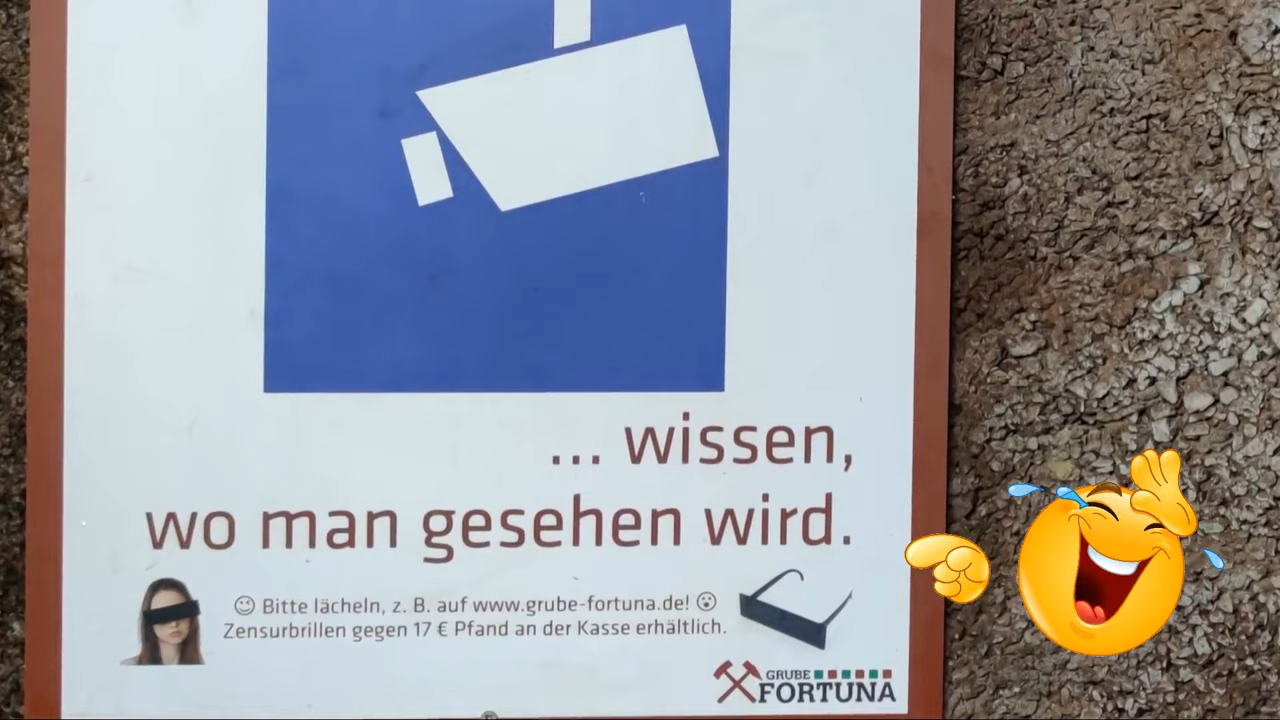 ... wissen,
wo man gesehen wird.
☺ Bitte lächeln, z. B. auf www.grube-fortuna.de! 😮
Zensurbrillen gegen 17 € Pfand an der Kasse erhältlich.
GRUBE
FORTUNA